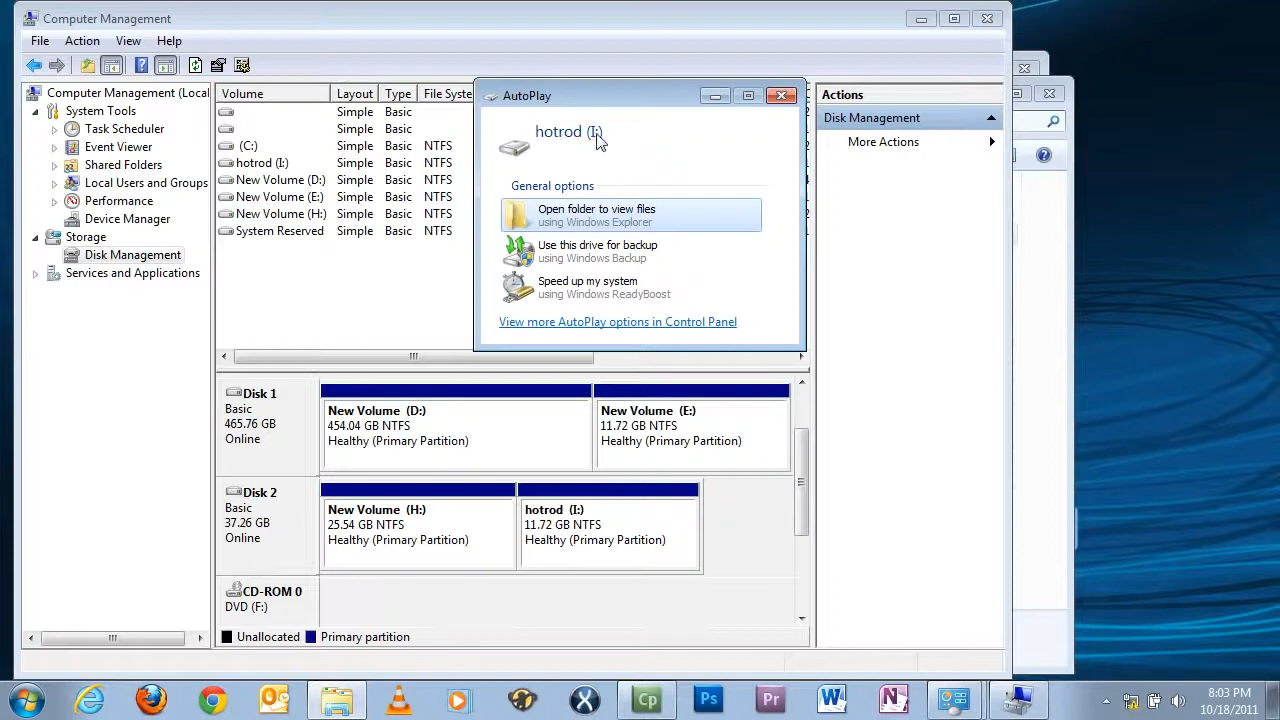 Computer Management
File Action View Help
Computer Management (Local
System Tools
Task Scheduler
Event Viewer
Shared Folders
Local Users and Groups
Performance
Device Manager
Storage
Disk Management
Services and Applications
Volume Layout Type File Syste
Simple Basic
Simple Basic
(C:) Simple Basic NTFS
hotrod (I:) Simple Basic NTFS
New Volume (D:) Simple Basic NTFS
New Volume (E:) Simple Basic NTFS
New Volume (H:) Simple Basic NTFS
System Reserved Simple Basic NTFS
AutoPlay
hotrod (I:)
General options
Open folder to view files
using Windows Explorer
Use this drive for backup
using Windows Backup
Speed up my system
using Windows ReadyBoost
View more AutoPlay options in Control Panel
Actions
Disk Management
More Actions
Disk 1
Basic
465.76 GB
Online
New Volume (D:)
454.04 GB NTFS
Healthy (Primary Partition)
New Volume (E:)
11.72 GB NTFS
Healthy (Primary Partition)
Disk 2
Basic
37.26 GB
Online
New Volume (H:)
25.54 GB NTFS
Healthy (Primary Partition)
hotrod (I:)
11.72 GB NTFS
Healthy (Primary Partition)
CD-ROM 0
DVD (F:)
Unallocated Primary partition
Cp
Ps
Pr
W
N
8:03 PM
10/18/2011